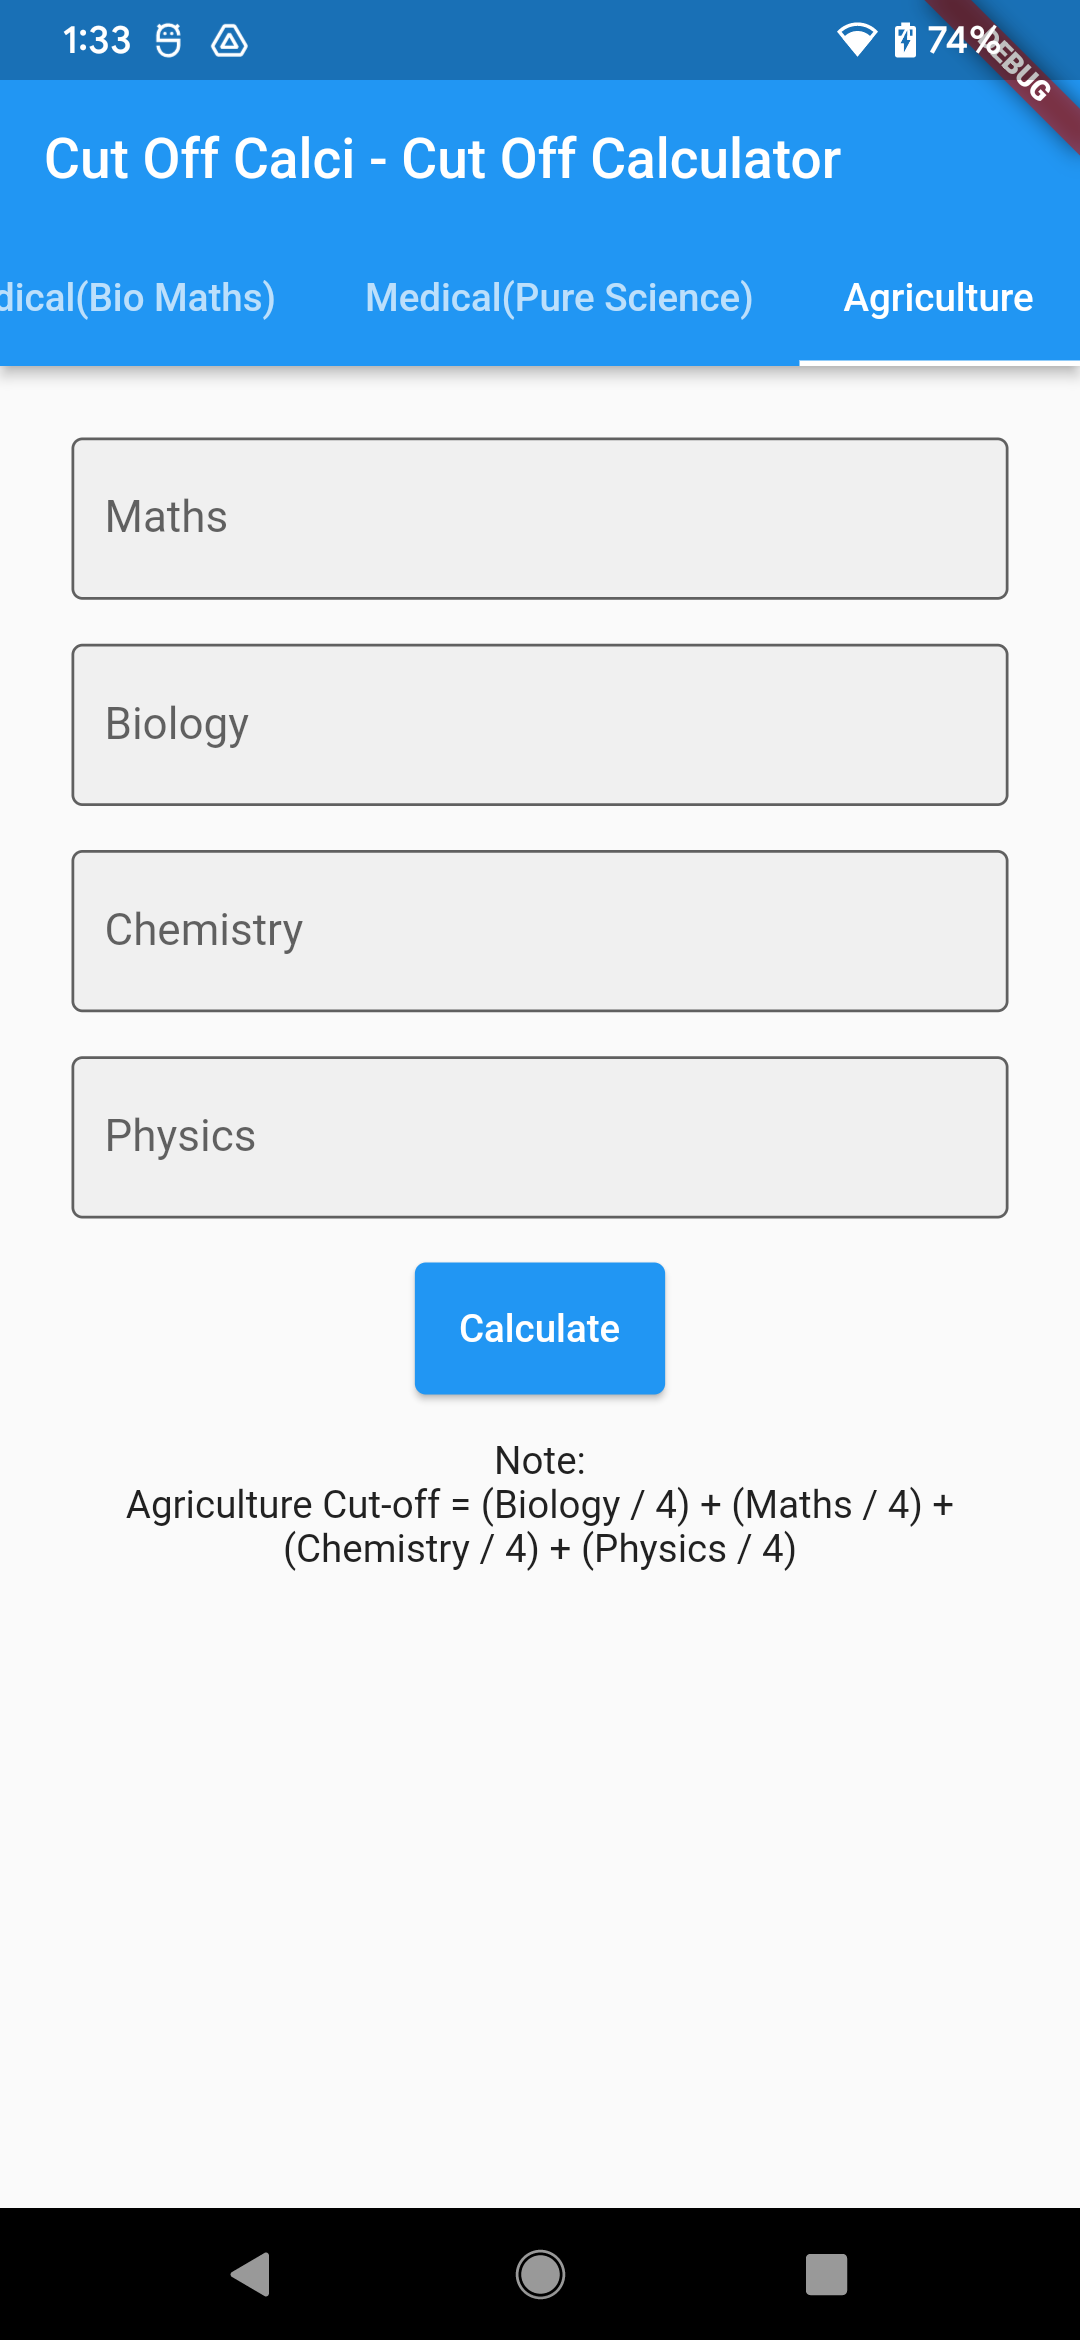 1:33 74%
DEBUG
Cut Off Calci - Cut Off Calculator
dical(Bio Maths) Medical(Pure Science) Agriculture
Maths
Biology
Chemistry
Physics
Calculate
Note:
Agriculture Cut-off = (Biology / 4) + (Maths / 4) +
(Chemistry / 4) + (Physics / 4)